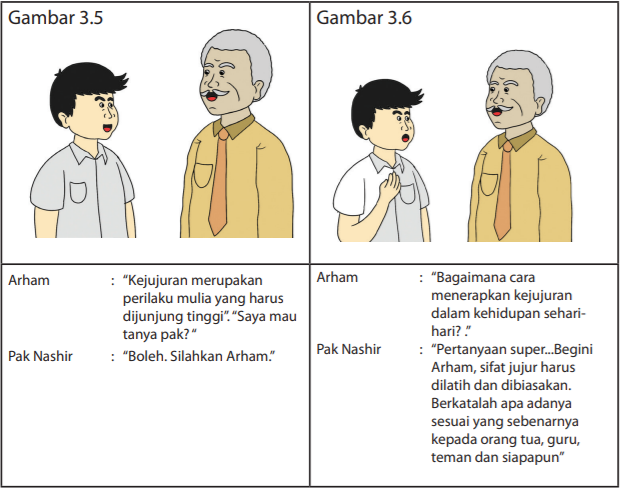 Gambar 3.5
Arham : “Kejujuran merupakan
perilaku mulia yang harus
dijunjung tinggi”. “Saya mau
tanya pak? “
Pak Nashir : “Boleh. Silahkan Arham.”
Gambar 3.6
Arham : “Bagaimana cara
menerapkan kejujuran
dalam kehidupan sehari-
hari? .”
Pak Nashir : “Pertanyaan super...Begini
Arham, sifat jujur harus
dilatih dan dibiasakan.
Berkatalah apa adanya
sesuai yang sebenarnya
kepada orang tua, guru,
teman dan siapapun”